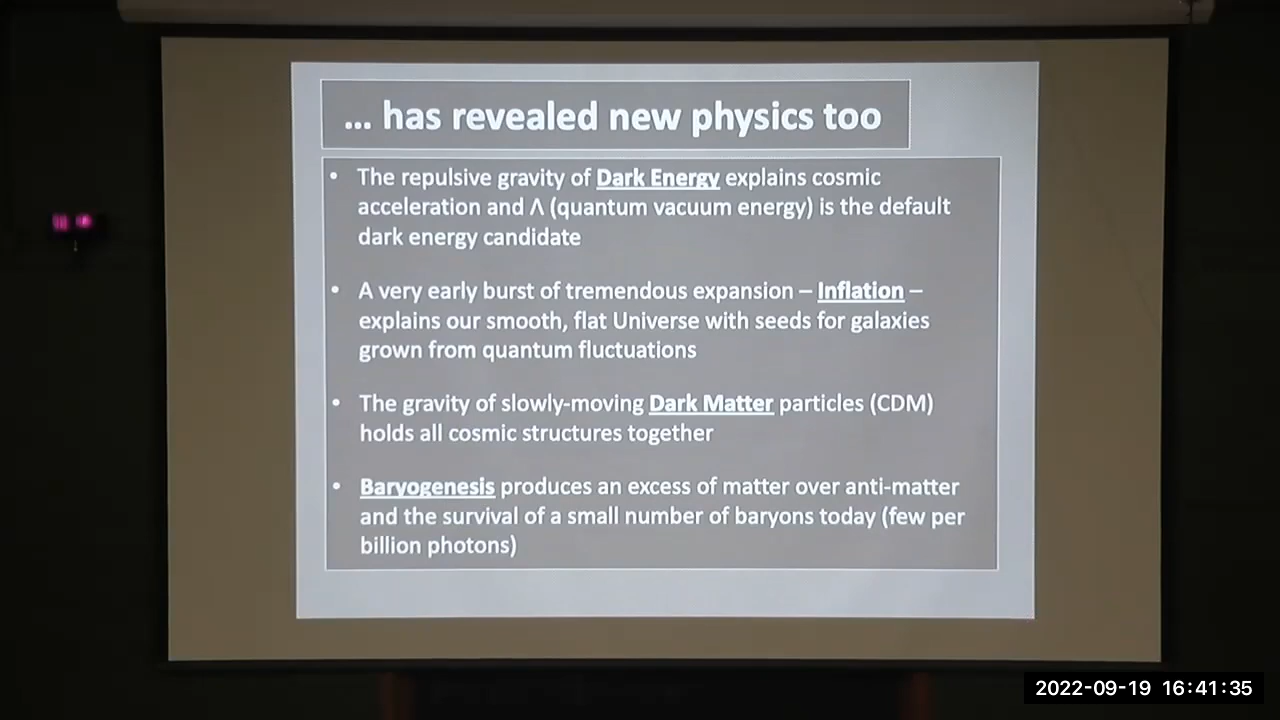 ... has revealed new physics too
• The repulsive gravity of Dark Energy explains cosmic
acceleration and Λ (quantum vacuum energy) is the default
dark energy candidate
• A very early burst of tremendous expansion – Inflation –
explains our smooth, flat Universe with seeds for galaxies
grown from quantum fluctuations
• The gravity of slowly-moving Dark Matter particles (CDM)
holds all cosmic structures together
• Baryogenesis produces an excess of matter over anti-matter
and the survival of a small number of baryons today (few per
billion photons)
2022-09-19 16:41:35